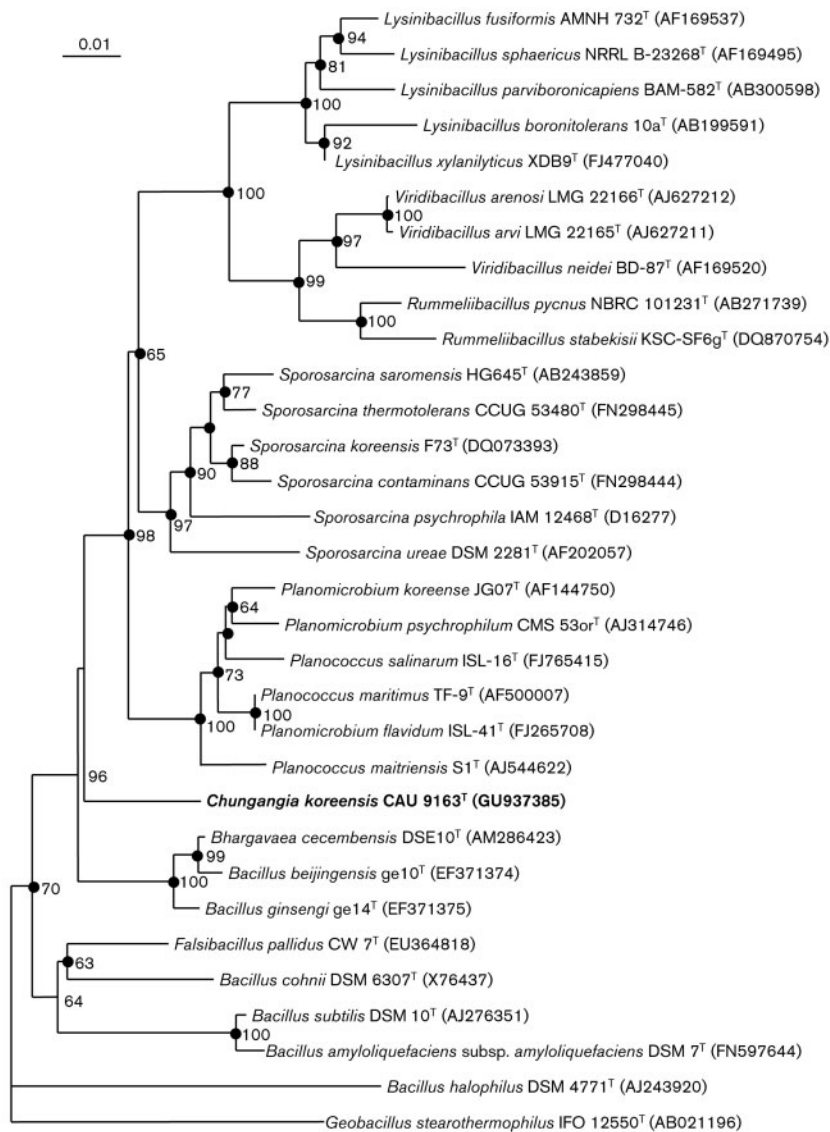 0.01
Lysinibacillus fusiformis AMNH 732ᵀ (AF169537)
94
Lysinibacillus sphaericus NRRL B-23268ᵀ (AF169495)
81
Lysinibacillus parviboronicapiens BAM-582ᵀ (AB300598)
100
Lysinibacillus boronitolerans 10aᵀ (AB199591)
92
Lysinibacillus xylanilyticus XDB9ᵀ (FJ477040)
100
Viridibacillus arenosi LMG 22166ᵀ (AJ627212)
100
Viridibacillus arvi LMG 22165ᵀ (AJ627211)
97
Viridibacillus neidei BD-87ᵀ (AF169520)
99
Rummeliibacillus pycnus NBRC 101231ᵀ (AB271739)
100
Rummeliibacillus stabekisii KSC-SF6gᵀ (DQ870754)
65
Sporosarcina saromensis HG645ᵀ (AB243859)
77
Sporosarcina thermotolerans CCUG 53480ᵀ (FN298445)
Sporosarcina koreensis F73ᵀ (DQ073393)
88
90
Sporosarcina contaminans CCUG 53915ᵀ (FN298444)
Sporosarcina psychrophila IAM 12468ᵀ (D16277)
97
98
Sporosarcina ureae DSM 2281ᵀ (AF202057)
Planomicrobium koreense JG07ᵀ (AF144750)
64
Planomicrobium psychrophilum CMS 53orᵀ (AJ314746)
Planococcus salinarum ISL-16ᵀ (FJ765415)
73
Planococcus maritimus TF-9ᵀ (AF500007)
100
100
Planomicrobium flavidum ISL-41ᵀ (FJ265708)
Planococcus maitriensis S1ᵀ (AJ544622)
96
Chungangia koreensis CAU 9163ᵀ (GU937385)
Bhargavaea cecembensis DSE10ᵀ (AM286423)
99
Bacillus beijingensis ge10ᵀ (EF371374)
100
70
Bacillus ginsengi ge14ᵀ (EF371375)
Falsibacillus pallidus CW 7ᵀ (EU364818)
63
Bacillus cohnii DSM 6307ᵀ (X76437)
64
Bacillus subtilis DSM 10ᵀ (AJ276351)
100
Bacillus amyloliquefaciens subsp. amyloliquefaciens DSM 7ᵀ (FN597644)
Bacillus halophilus DSM 4771ᵀ (AJ243920)
Geobacillus stearothermophilus IFO 12550ᵀ (AB021196)